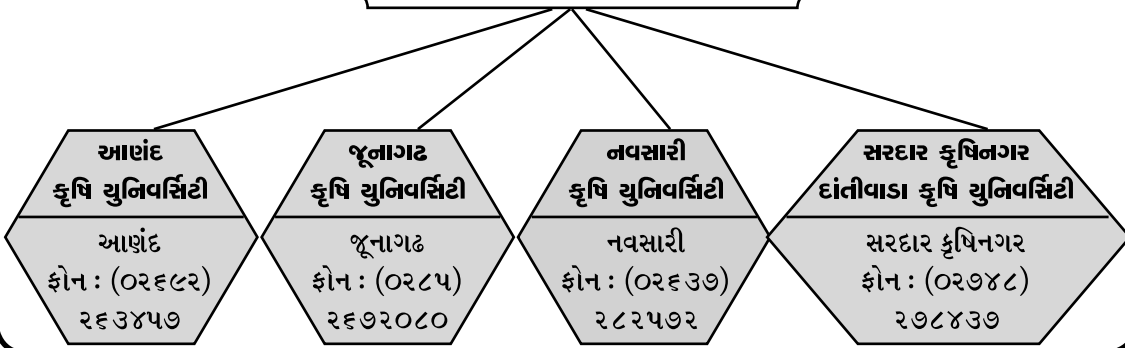 આણંદ
કૃષિ યુનિવર્સિટી
આણંદ
ફોન : (૦૨૬૯૨)
૨૬૩૪૫૭
જૂનાગઢ
કૃષિ યુનિવર્સિટી
જૂનાગઢ
ફોન : (૦૨૮૫)
૨૬૭૨૦૮૦
નવસારી
કૃષિ યુનિવર્સિટી
નવસારી
ફોન : (૦૨૬૩૭)
૨૮૨૫૭૨
સરદાર કૃષિનગર
દાંતીવાડા કૃષિ યુનિવર્સિટી
સરદાર કૃષિનગર
ફોન : (૦૨૭૪૮)
૨૭૮૪૩૭